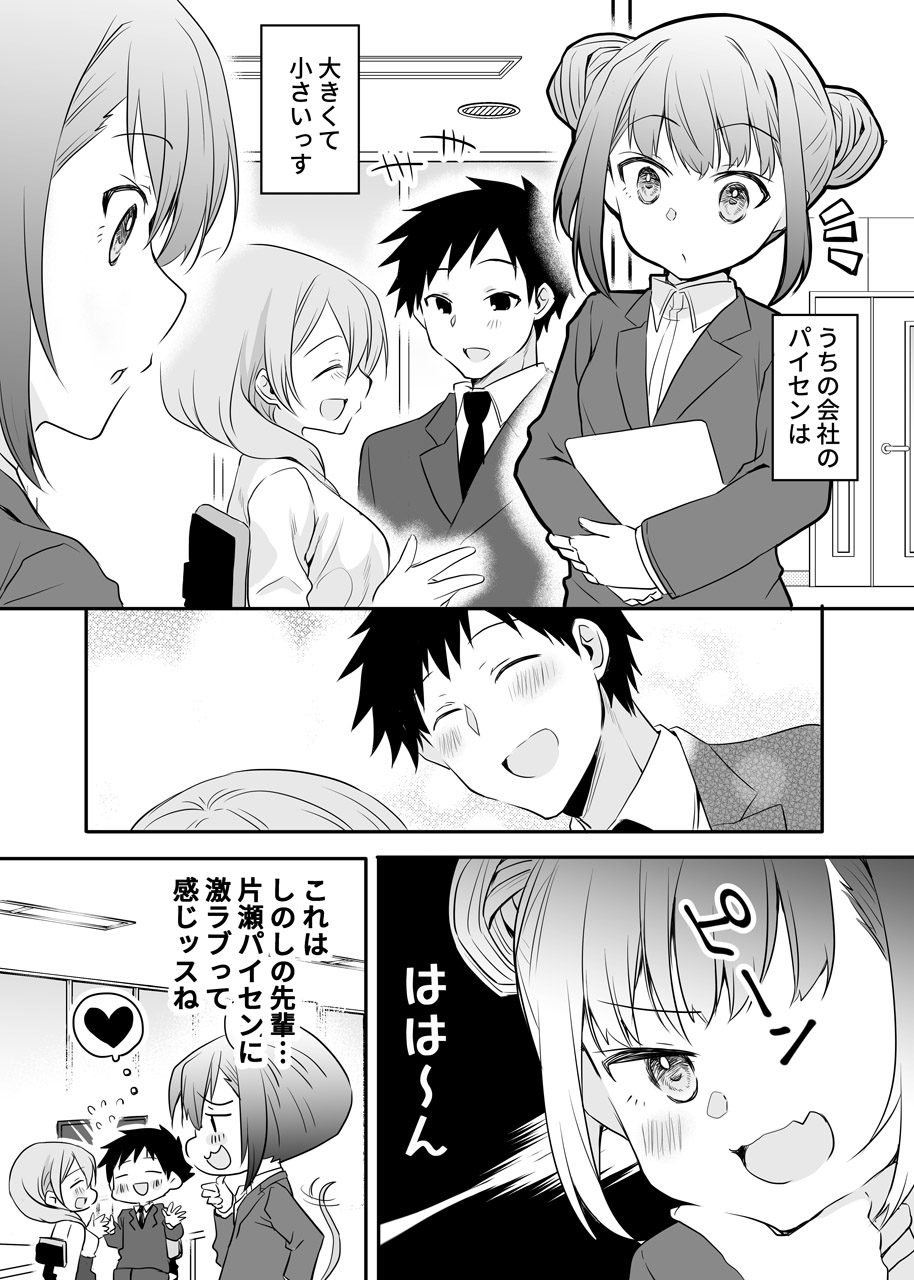 うちの会社の
パイセンは
大きくて
小さいっす
ピーン
はは～ん
これは
しのしの先輩…
片瀬パイセンに
激ラブって
感じッスね